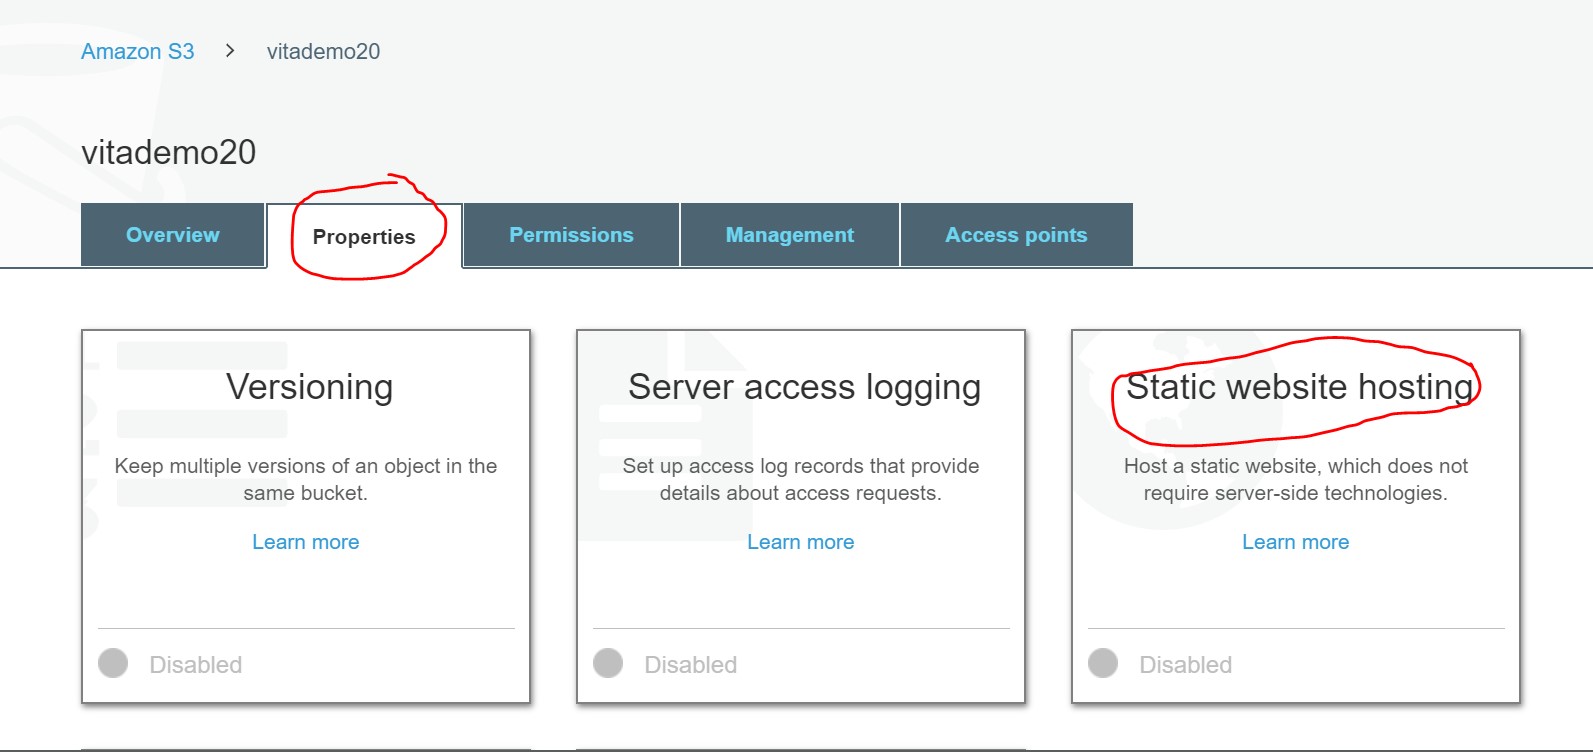 Amazon S3 > vitademo20
vitademo20
Overview Properties Permissions Management Access points
Versioning
Keep multiple versions of an object in the
same bucket.
Learn more
Disabled
Server access logging
Set up access log records that provide
details about access requests.
Learn more
Disabled
Static website hosting
Host a static website, which does not
require server-side technologies.
Learn more
Disabled